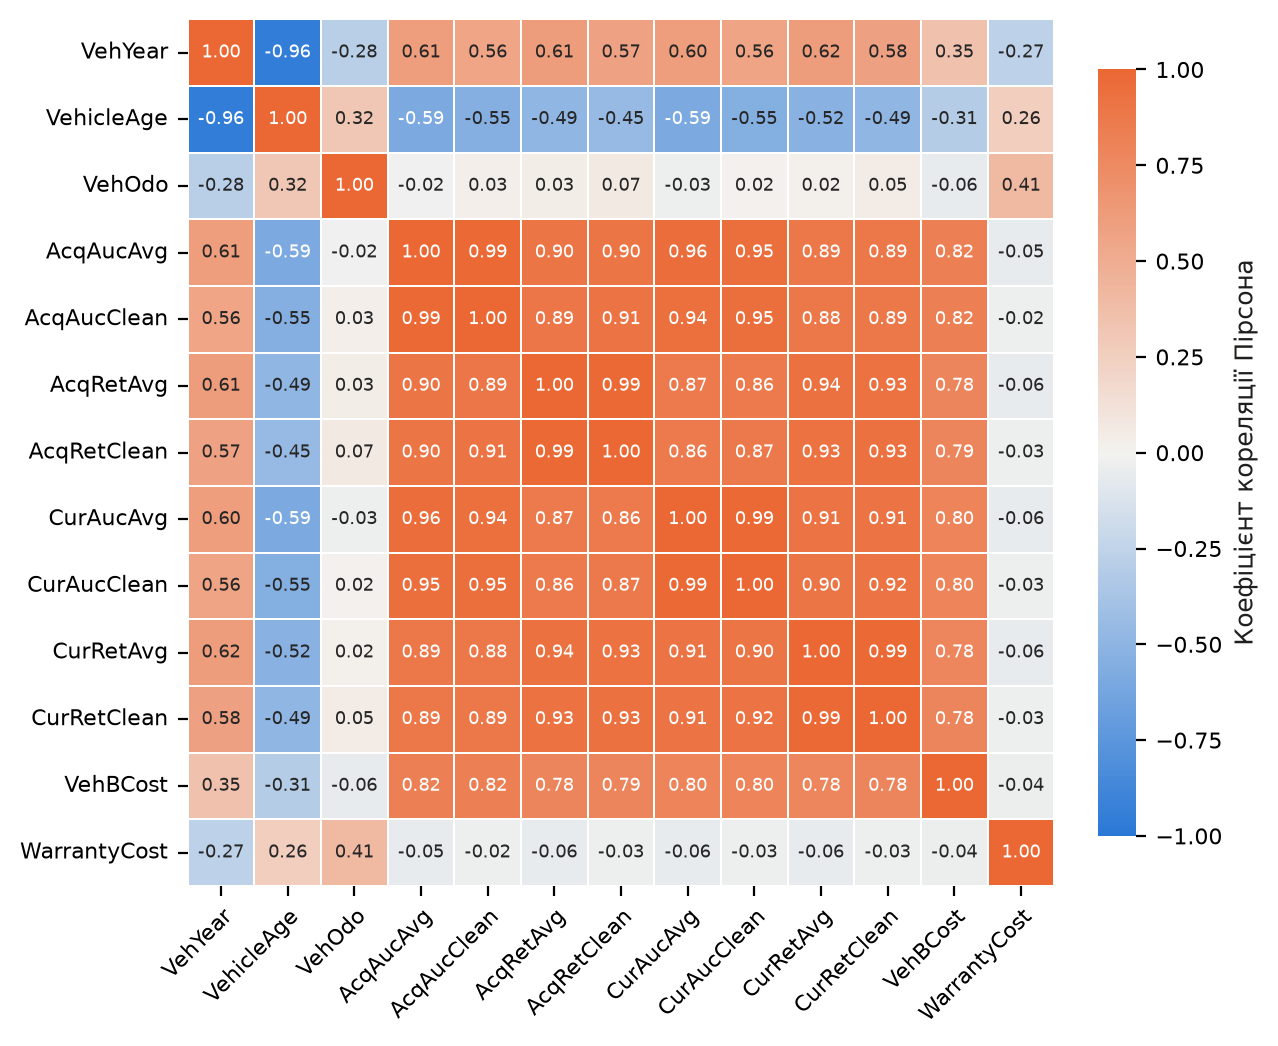 VehYear 1.00 -0.96 -0.28 0.61 0.56 0.61 0.57 0.60 0.56 0.62 0.58 0.35 -0.27
VehicleAge -0.96 1.00 0.32 -0.59 -0.55 -0.49 -0.45 -0.59 -0.55 -0.52 -0.49 -0.31 0.26
VehOdo -0.28 0.32 1.00 -0.02 0.03 0.03 0.07 -0.03 0.02 0.02 0.05 -0.06 0.41
AcqAucAvg 0.61 -0.59 -0.02 1.00 0.99 0.90 0.90 0.96 0.95 0.89 0.89 0.82 -0.05
AcqAucClean 0.56 -0.55 0.03 0.99 1.00 0.89 0.91 0.94 0.95 0.88 0.89 0.82 -0.02
AcqRetAvg 0.61 -0.49 0.03 0.90 0.89 1.00 0.99 0.87 0.86 0.94 0.93 0.78 -0.06
AcqRetClean 0.57 -0.45 0.07 0.90 0.91 0.99 1.00 0.86 0.87 0.93 0.93 0.79 -0.03
CurAucAvg 0.60 -0.59 -0.03 0.96 0.94 0.87 0.86 1.00 0.99 0.91 0.91 0.80 -0.06
CurAucClean 0.56 -0.55 0.02 0.95 0.95 0.86 0.87 0.99 1.00 0.90 0.92 0.80 -0.03
CurRetAvg 0.62 -0.52 0.02 0.89 0.88 0.94 0.93 0.91 0.90 1.00 0.99 0.78 -0.06
CurRetClean 0.58 -0.49 0.05 0.89 0.89 0.93 0.93 0.91 0.92 0.99 1.00 0.78 -0.03
VehBCost 0.35 -0.31 -0.06 0.82 0.82 0.78 0.79 0.80 0.80 0.78 0.78 1.00 -0.04
WarrantyCost -0.27 0.26 0.41 -0.05 -0.02 -0.06 -0.03 -0.06 -0.03 -0.06 -0.03 -0.04 1.00
VehYear VehicleAge VehOdo AcqAucAvg AcqAucClean AcqRetAvg AcqRetClean CurAucAvg CurAucClean CurRetAvg CurRetClean VehBCost WarrantyCost
1.00
0.75
0.50
0.25
0.00
−0.25
−0.50
−0.75
−1.00
Коефіцієнт кореляції Пірсона